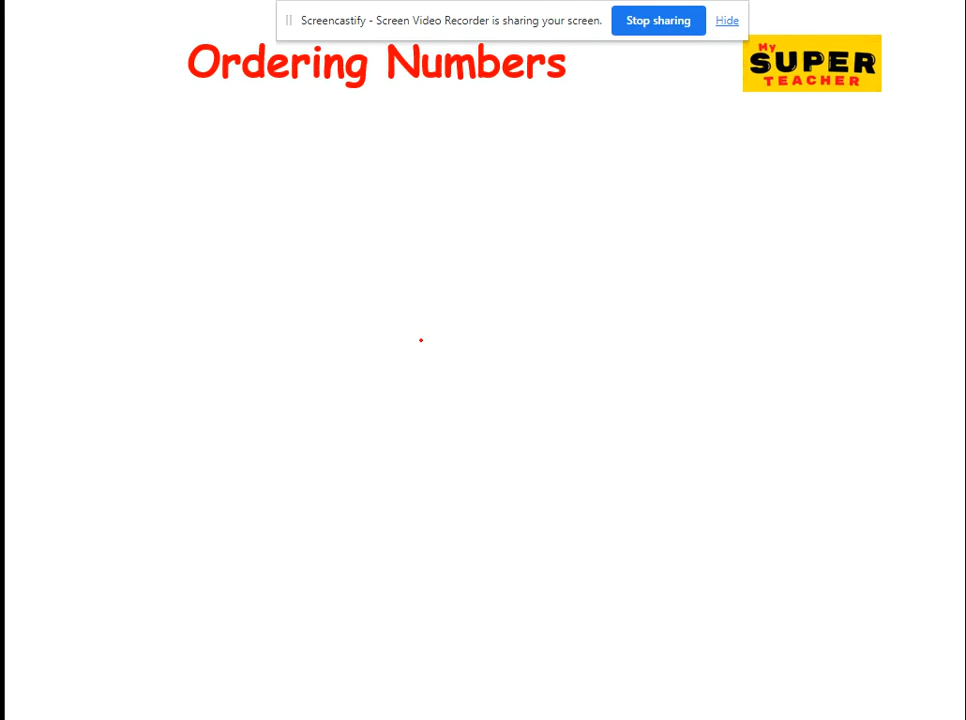 Screencastify - Screen Video Recorder is sharing your screen. Stop sharing Hide
Ordering Numbers
My
SUPER
TEACHER